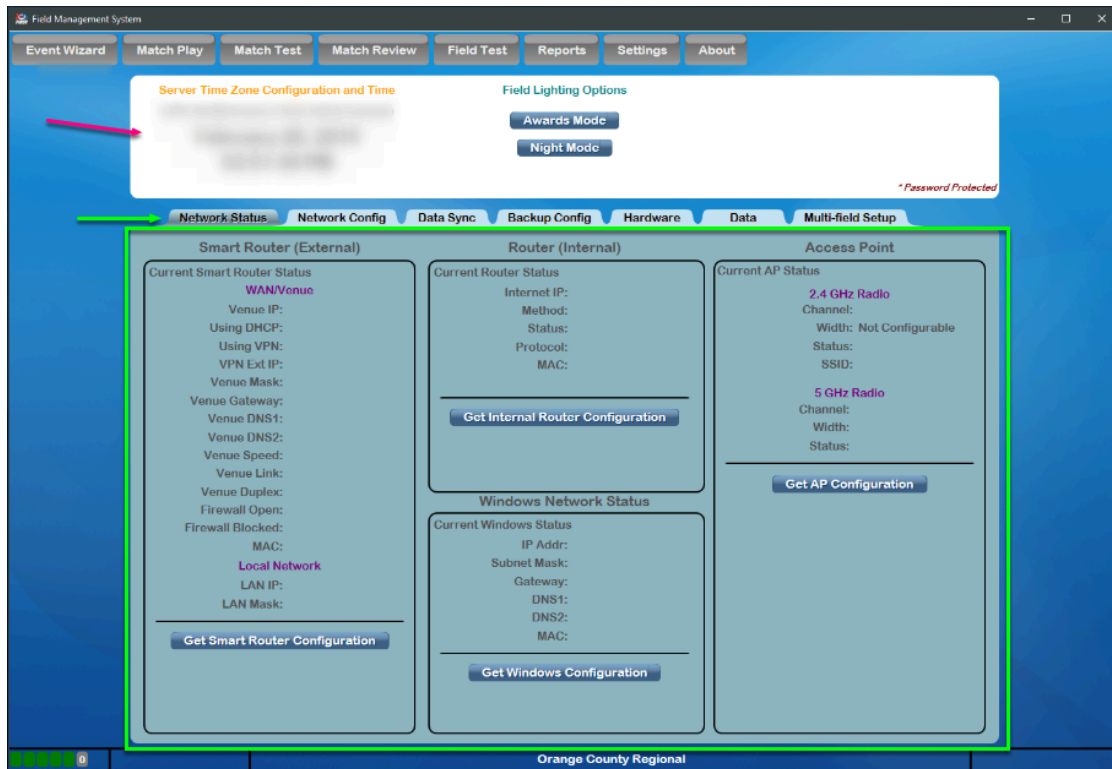 Field Management System
Event Wizard Match Play Match Test Match Review Field Test Reports Settings About
Server Time Zone Configuration and Time
Field Lighting Options
Awards Mode
Night Mode
* Password Protected
Network Status Network Config Data Sync Backup Config Hardware Data Multi-field Setup
Smart Router (External)
Current Smart Router Status
WAN/Venue
Venue IP:
Using DHCP:
Using VPN:
VPN Ext IP:
Venue Mask:
Venue Gateway:
Venue DNS1:
Venue DNS2:
Venue Speed:
Venue Link:
Venue Duplex:
Firewall Open:
Firewall Blocked:
MAC:
Local Network
LAN IP:
LAN Mask:
Get Smart Router Configuration
Router (Internal)
Current Router Status
Internet IP:
Method:
Status:
Protocol:
MAC:
Get Internal Router Configuration
Windows Network Status
Current Windows Status
IP Addr:
Subnet Mask:
Gateway:
DNS1:
DNS2:
MAC:
Get Windows Configuration
Access Point
Current AP Status
2.4 GHz Radio
Channel:
Width: Not Configurable
Status:
SSID:
5 GHz Radio
Channel:
Width:
Status:
Get AP Configuration
0
Orange County Regional